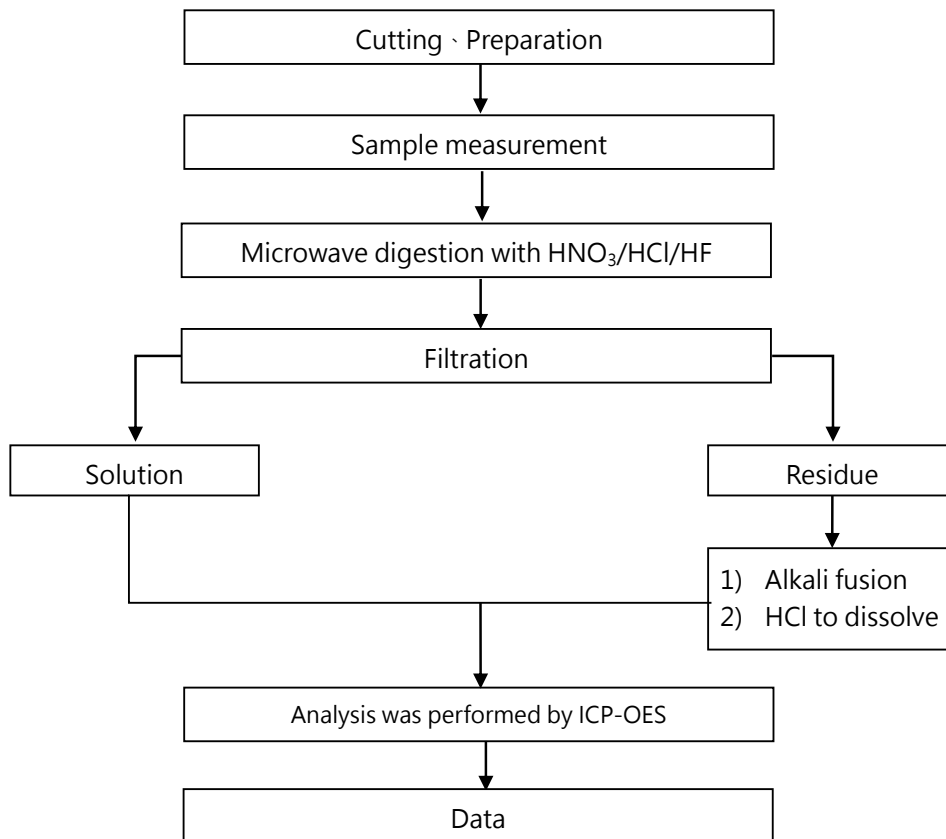 Cutting、Preparation
Sample measurement
Microwave digestion with HNO₃/HCl/HF
Filtration
Solution
Residue
1) Alkali fusion
2) HCl to dissolve
Analysis was performed by ICP-OES
Data